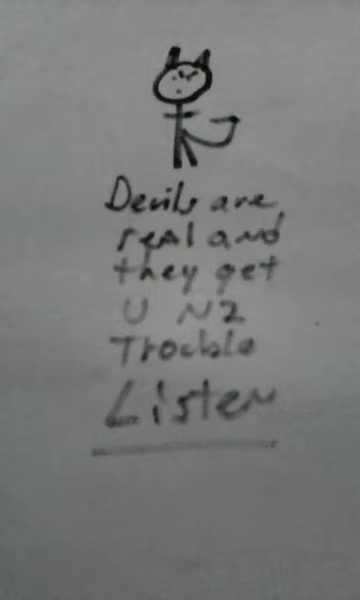 Devils are
real and
they get
U N2
Trouble
Listen